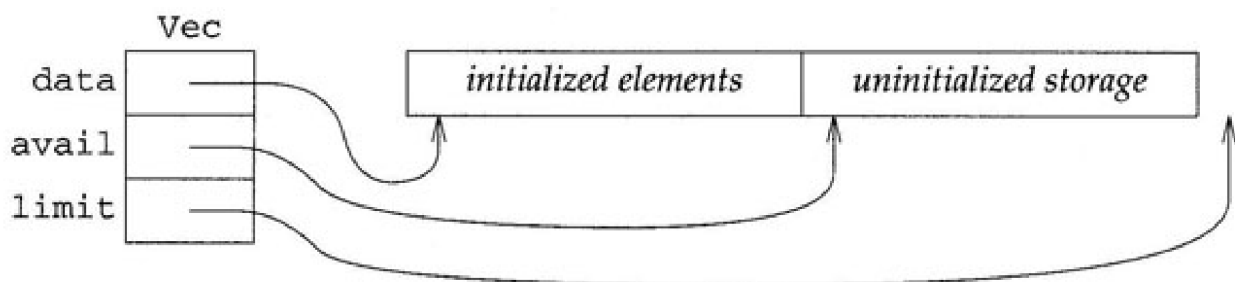 Vec
data
initialized elements
uninitialized storage
avail
limit